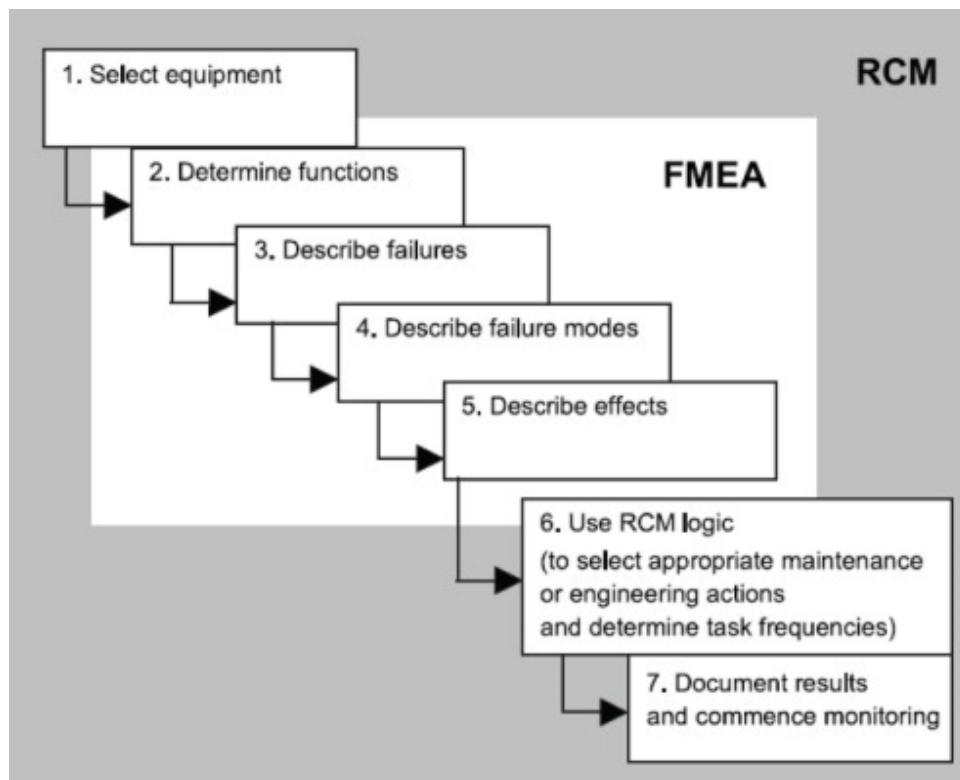 RCM
1. Select equipment
FMEA
2. Determine functions
3. Describe failures
4. Describe failure modes
5. Describe effects
6. Use RCM logic
(to select appropriate maintenance
or engineering actions
and determine task frequencies)
7. Document results
and commence monitoring